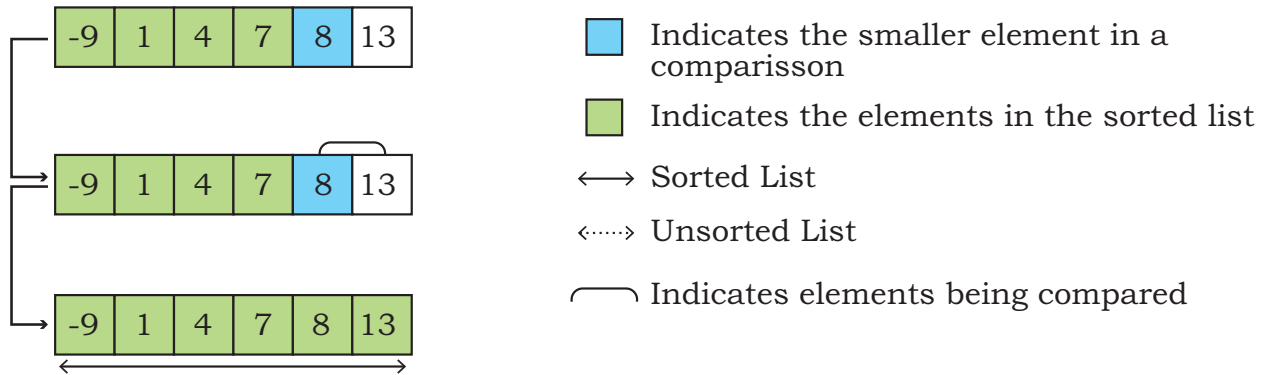 -9 1 4 7 8 13
Indicates the smaller element in a
comparisson
Indicates the elements in the sorted list
-9 1 4 7 8 13
Sorted List
Unsorted List
Indicates elements being compared
-9 1 4 7 8 13